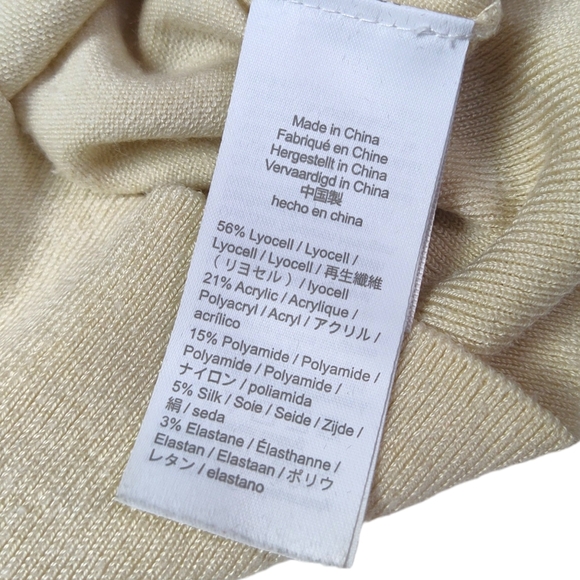 Made in China
Fabriqué en Chine
Hergestellt in China
Vervaardigd in China
中国製
hecho en china
56% Lyocell / Lyocell /
Lyocell / Lyocell / 再生繊維
（リヨセル）/ lyocell
21% Acrylic / Acrylique /
Polyacryl / Acryl / アクリル /
acrílico
15% Polyamide / Polyamide /
Polyamide / Polyamide /
ナイロン / poliamida
5% Silk / Soie / Seide / Zijde /
絹 / seda
3% Elastane / Élasthanne /
Elastan / Elastaan / ポリウ
レタン / elastano